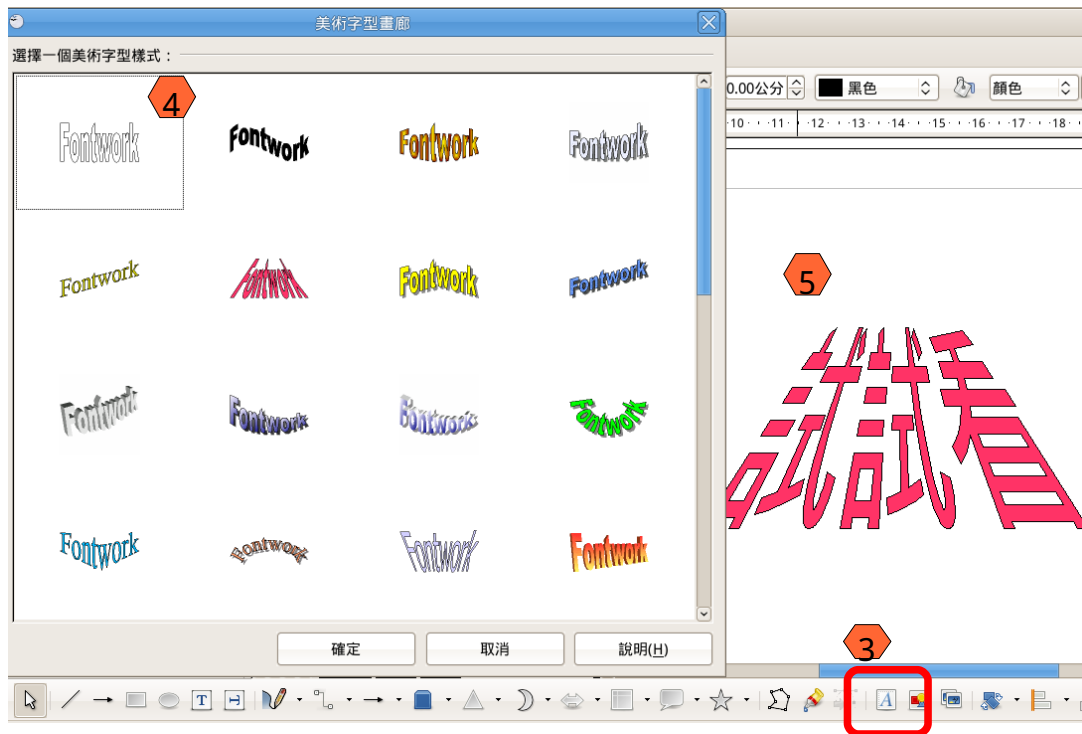 美術字型畫廊
選擇一個美術字型樣式：
4
Fontwork Fontwork Fontwork Fontwork
Fontwork Fontwork Fontwork Fontwork
Fontwork Fontwork Fontwork Fontwork
Fontwork Fontwork Fontwork Fontwork
確定 取消 說明(H)
0.00公分 黑色 顏色
10 11 12 13 14 15 16 17 18
5
試試看
3
T T A